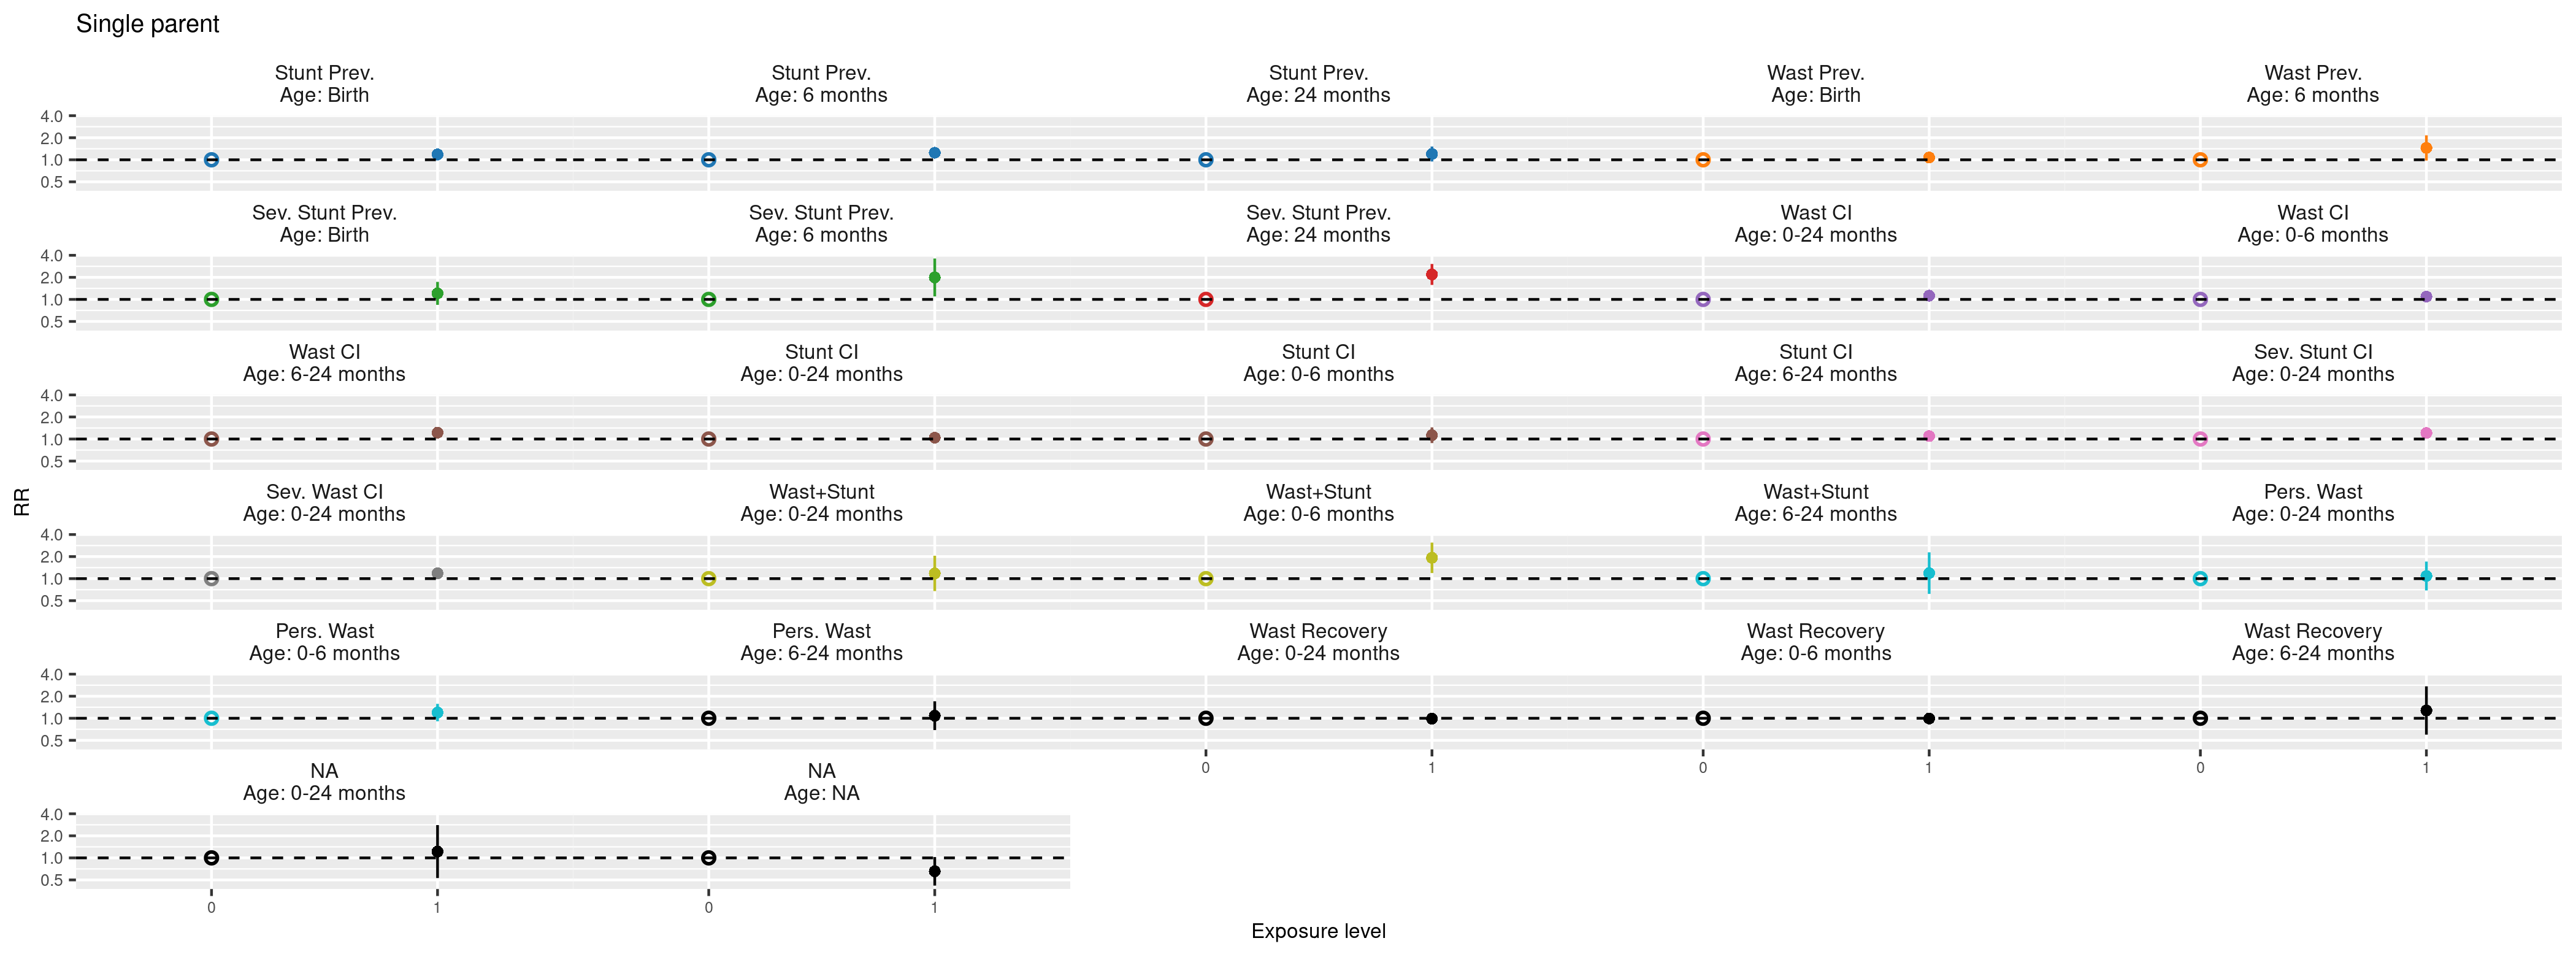 Single parent
Stunt Prev. Stunt Prev. Stunt Prev. Wast Prev. Wast Prev.
Age: Birth Age: 6 months Age: 24 months Age: Birth Age: 6 months
4.0
2.0
1.0
0.5
Sev. Stunt Prev. Sev. Stunt Prev. Sev. Stunt Prev. Wast CI Wast CI
Age: Birth Age: 6 months Age: 24 months Age: 0-24 months Age: 0-6 months
4.0
2.0
1.0
0.5
Wast CI Stunt CI Stunt CI Stunt CI Sev. Stunt CI
Age: 6-24 months Age: 0-24 months Age: 0-6 months Age: 6-24 months Age: 0-24 months
4.0
2.0
1.0
0.5
RR
Sev. Wast CI Wast+Stunt Wast+Stunt Wast+Stunt Pers. Wast
Age: 0-24 months Age: 0-24 months Age: 0-6 months Age: 6-24 months Age: 0-24 months
4.0
2.0
1.0
0.5
Pers. Wast Pers. Wast Wast Recovery Wast Recovery Wast Recovery
Age: 0-6 months Age: 6-24 months Age: 0-24 months Age: 0-6 months Age: 6-24 months
4.0
2.0
1.0
0.5
0 1 0 1 0 1
NA NA
Age: 0-24 months Age: NA
4.0
2.0
1.0
0.5
0 1 0 1
Exposure level